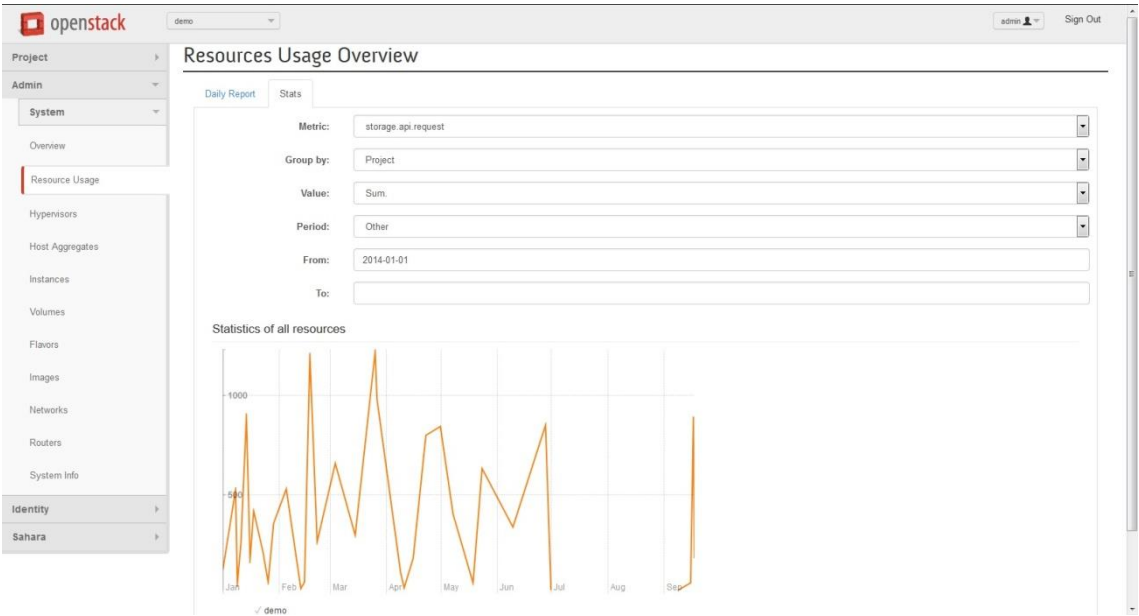 openstack
demo
admin
Sign Out
Project
Admin
System
Overview
Resource Usage
Hypervisors
Host Aggregates
Instances
Volumes
Flavors
Images
Networks
Routers
System Info
Identity
Sahara
Resources Usage Overview
Daily Report Stats
Metric: storage.api.request
Group by: Project
Value: Sum.
Period: Other
From: 2014-01-01
To:
Statistics of all resources
1000
500
Jan Feb Mar Apr May Jun Jul Aug Sep
demo